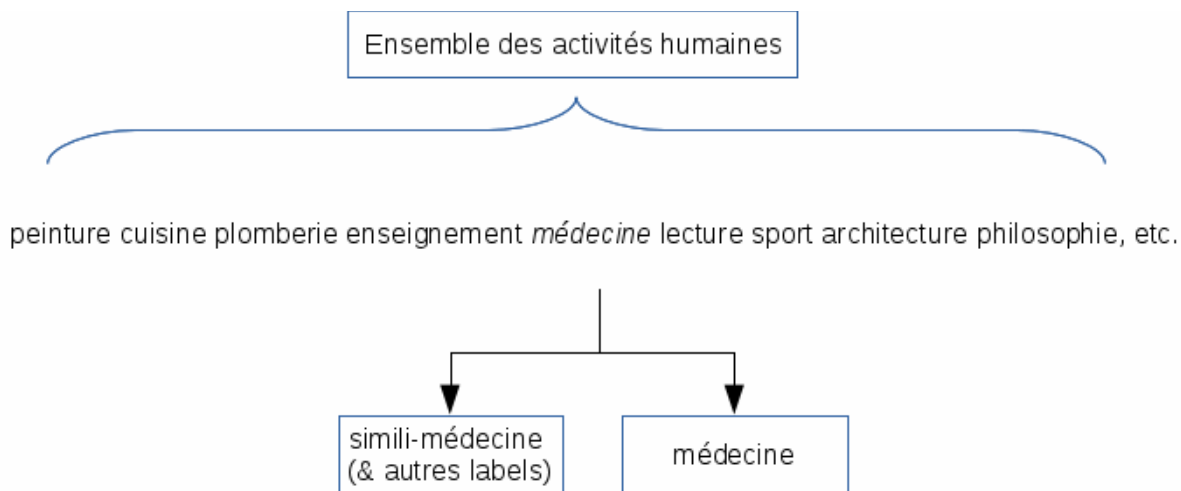 Ensemble des activités humaines
peinture cuisine plomberie enseignement médecine lecture sport architecture philosophie, etc.
simili-médecine
(& autres labels)
médecine